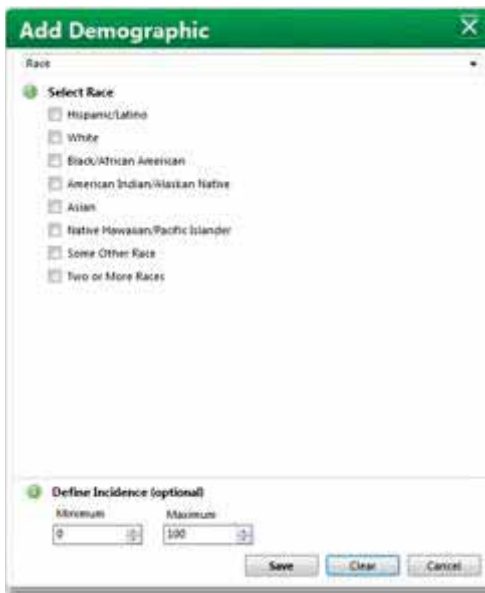 Add Demographic
Race
Select Race
Hispanic/Latino
White
Black/African American
American Indian/Alaskan Native
Asian
Native Hawaiian/Pacific Islander
Some Other Race
Two or More Races
Define Incidence (optional)
Minimum Maximum
0 100
Save Clear Cancel